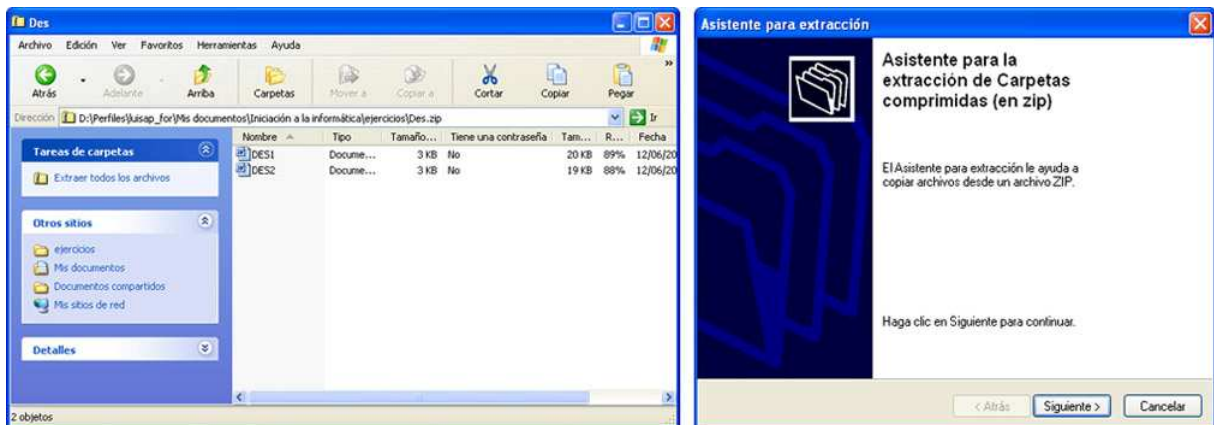 Des
Archivo Edición Ver Favoritos Herramientas Ayuda
Atrás Adelante Arriba Carpetas Mover a Copiar a Cortar Copiar Pegar
Dirección D:\Perfiles\luisap_for\Mis documentos\Iniciación a la informática\ejercicios\Des.zip Ir
Nombre Tipo Tamaño... Tiene una contraseña Tam... R... Fecha
DES1 Docume... 3 KB No 20 KB 89% 12/06/20
DES2 Docume... 3 KB No 19 KB 88% 12/06/20
Tareas de carpetas
Extraer todos los archivos
Otros sitios
ejercicios
Mis documentos
Documentos compartidos
Mis sitios de red
Detalles
2 objetos
Asistente para extracción
Asistente para la
extracción de Carpetas
comprimidas (en zip)
El Asistente para extracción le ayuda a
copiar archivos desde un archivo ZIP.
Haga clic en Siguiente para continuar.
< Atrás Siguiente > Cancelar